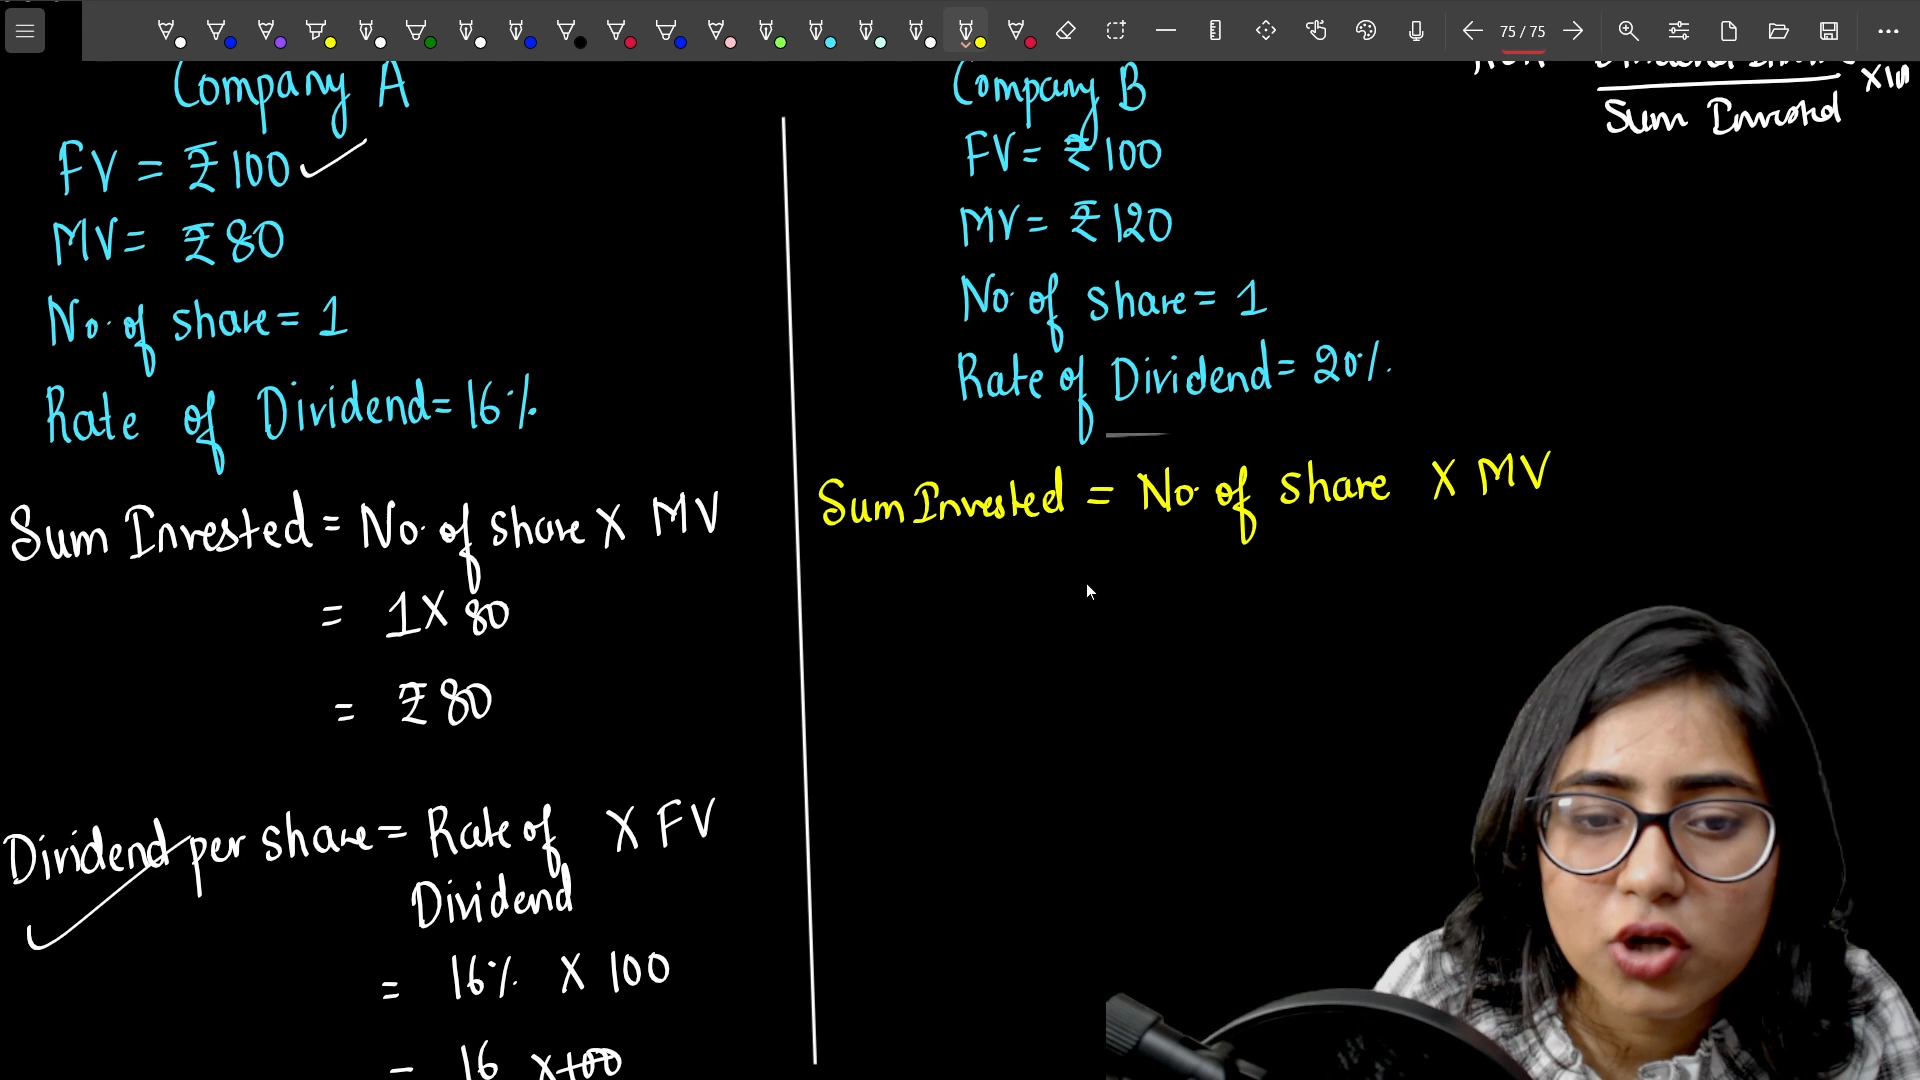 75 / 75
Company A
FV = ₹100
MV= ₹80
No. of share = 1
Rate of Dividend= 16%
Sum Invested = No. of share X MV
= 1 X 80
= ₹80
Dividend per share = Rate of X FV
Dividend
= 16% X 100
= 16 X 100
Company B
FV = ₹100
MV = ₹120
No. of share = 1
Rate of Dividend = 20%.
Sum Invested = No. of share X MV
Sum Invested